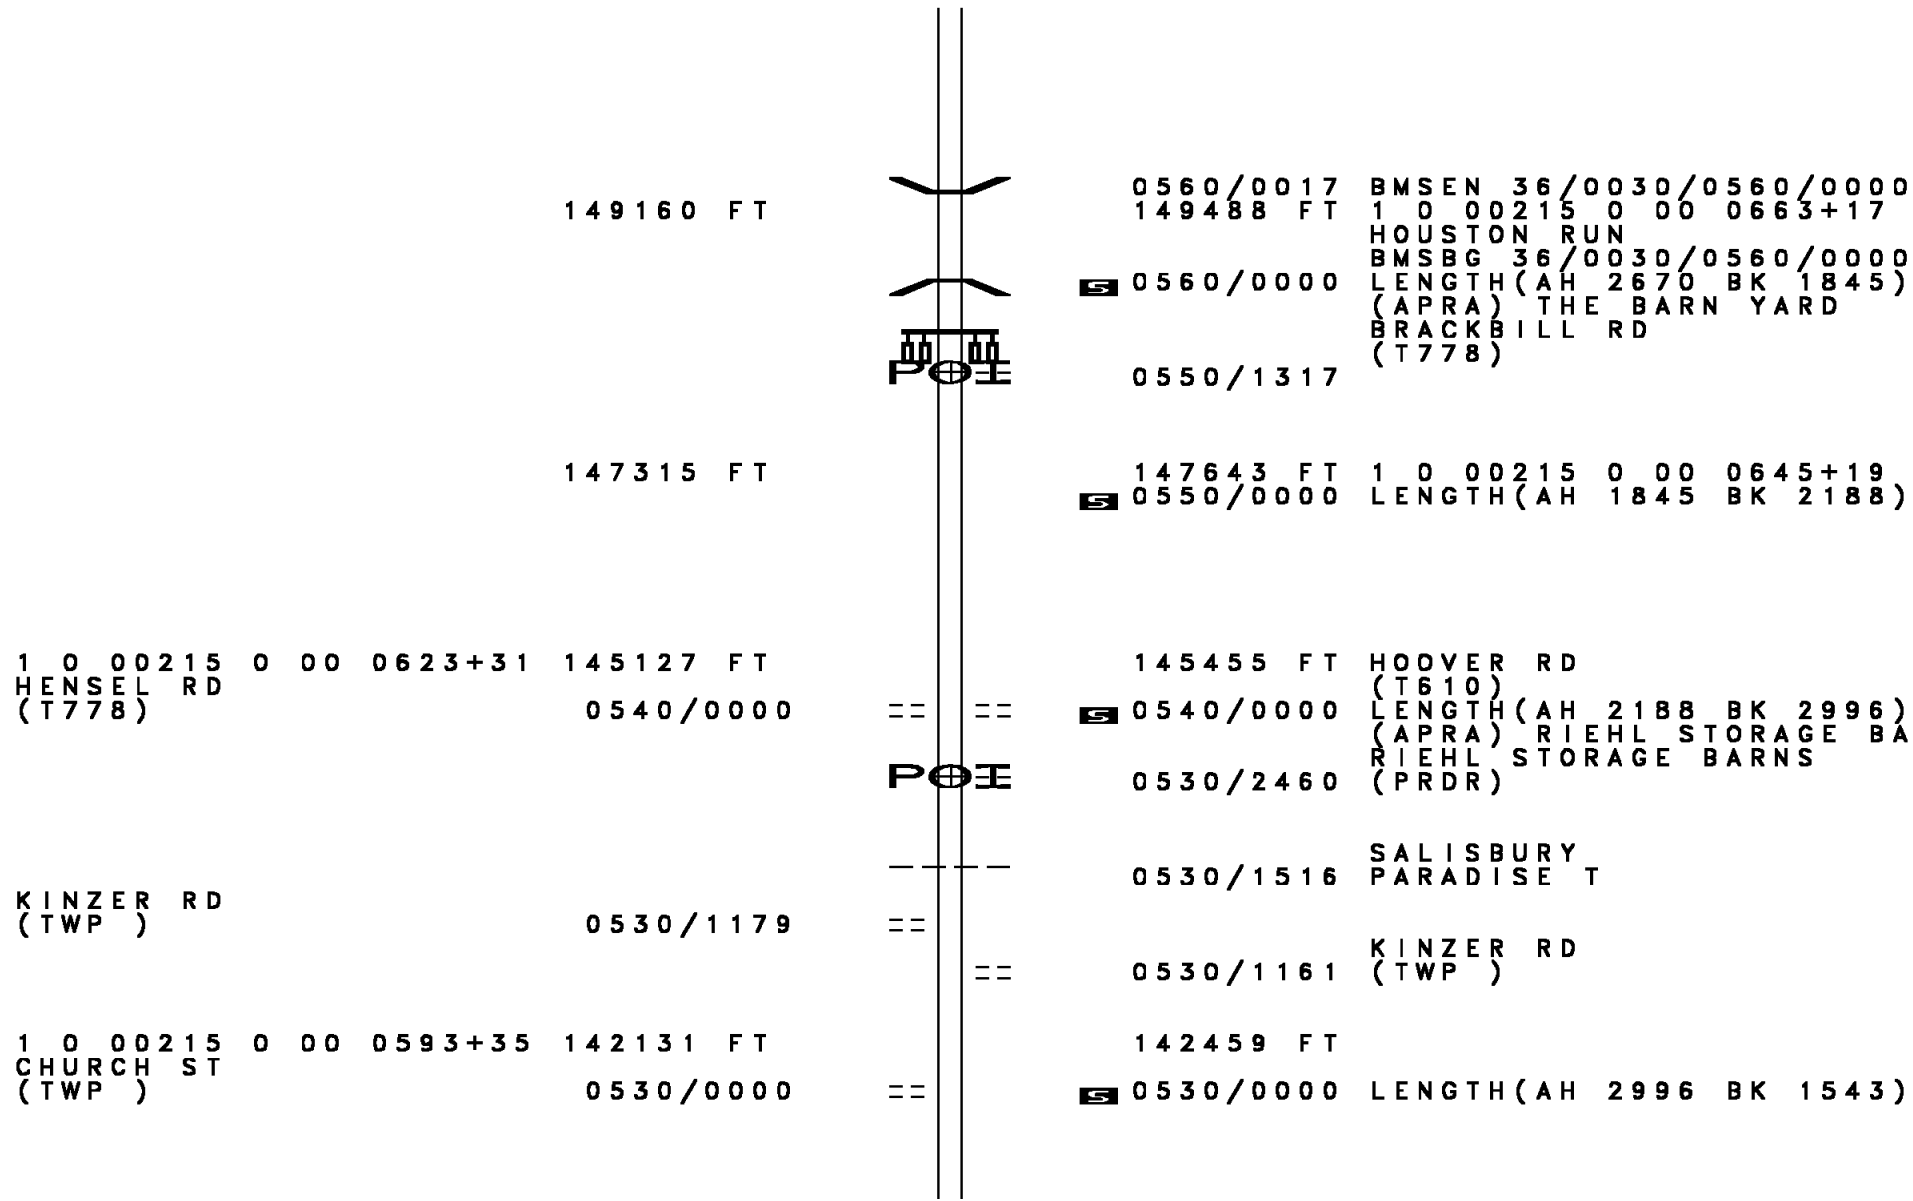 0560/0017 BMSEN 36/0030/0560/0000
149160 FT 149488 FT 1 0 00215 0 00 0663+17
HOUSTON RUN
BMSBG 36/0030/0560/0000
S 0560/0000 LENGTH(AH 2670 BK 1845)
(APRA) THE BARN YARD
BRACKBILL RD
(T778)
POI 0550/1317
147315 FT 147643 FT 1 0 00215 0 00 0645+19
S 0550/0000 LENGTH(AH 1845 BK 2188)
1 0 00215 0 00 0623+31 145127 FT 145455 FT HOOVER RD
HENSEL RD (T610)
(T778) 0540/0000 S 0540/0000 LENGTH(AH 2188 BK 2996)
(APRA) RIEHL STORAGE BA
RIEHL STORAGE BARNS
POI 0530/2460 (PRDR)
SALISBURY
0530/1516 PARADISE T
KINZER RD
(TWP ) 0530/1179
KINZER RD
0530/1161 (TWP )
1 0 00215 0 00 0593+35 142131 FT 142459 FT
CHURCH ST
(TWP ) 0530/0000 S 0530/0000 LENGTH(AH 2996 BK 1543)